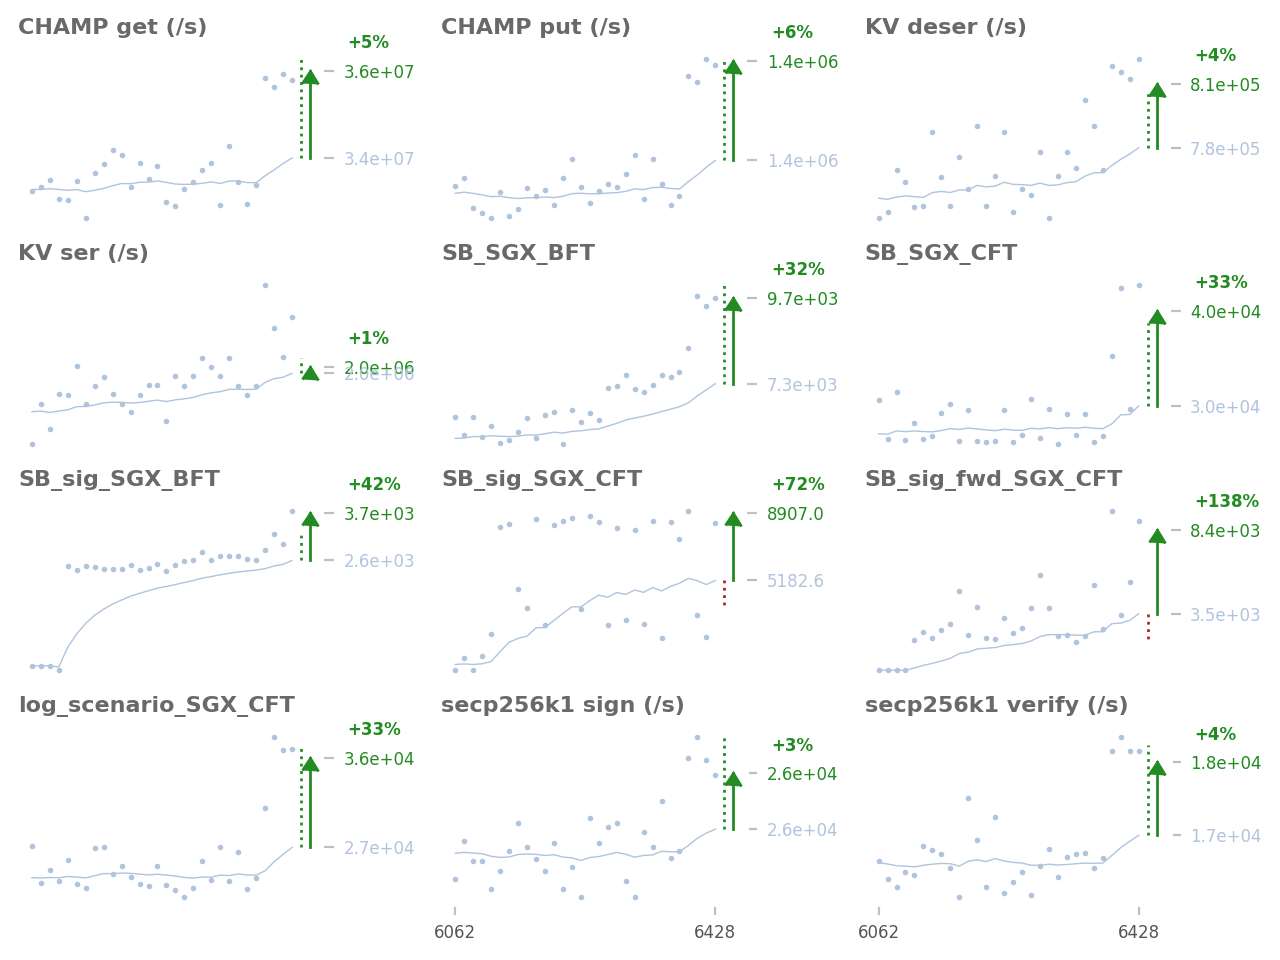 CHAMP get (/s)
+5%
3.6e+07
3.4e+07
CHAMP put (/s)
+6%
1.4e+06
1.4e+06
KV deser (/s)
+4%
8.1e+05
7.8e+05
KV ser (/s)
+1%
2.0e+06
2.0e+06
SB_SGX_BFT
+32%
9.7e+03
7.3e+03
SB_SGX_CFT
+33%
4.0e+04
3.0e+04
SB_sig_SGX_BFT
+42%
3.7e+03
2.6e+03
SB_sig_SGX_CFT
+72%
8907.0
5182.6
SB_sig_fwd_SGX_CFT
+138%
8.4e+03
3.5e+03
log_scenario_SGX_CFT
+33%
3.6e+04
2.7e+04
secp256k1 sign (/s)
+3%
2.6e+04
2.6e+04
6062
6428
secp256k1 verify (/s)
+4%
1.8e+04
1.7e+04
6062
6428